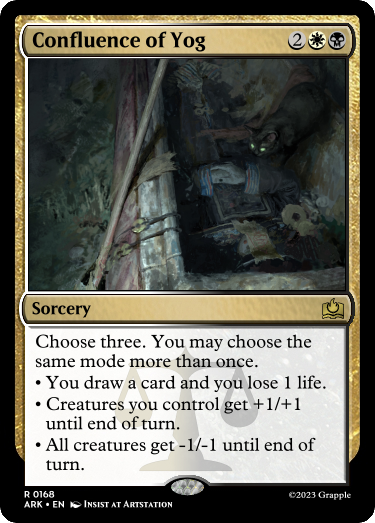 Confluence of Yog 2
Sorcery
Choose three. You may choose the
same mode more than once.
• You draw a card and you lose 1 life.
• Creatures you control get +1/+1
until end of turn.
• All creatures get -1/-1 until end of
turn.
R 0168
ARK • EN Insist at Artstation
©2023 Grapple